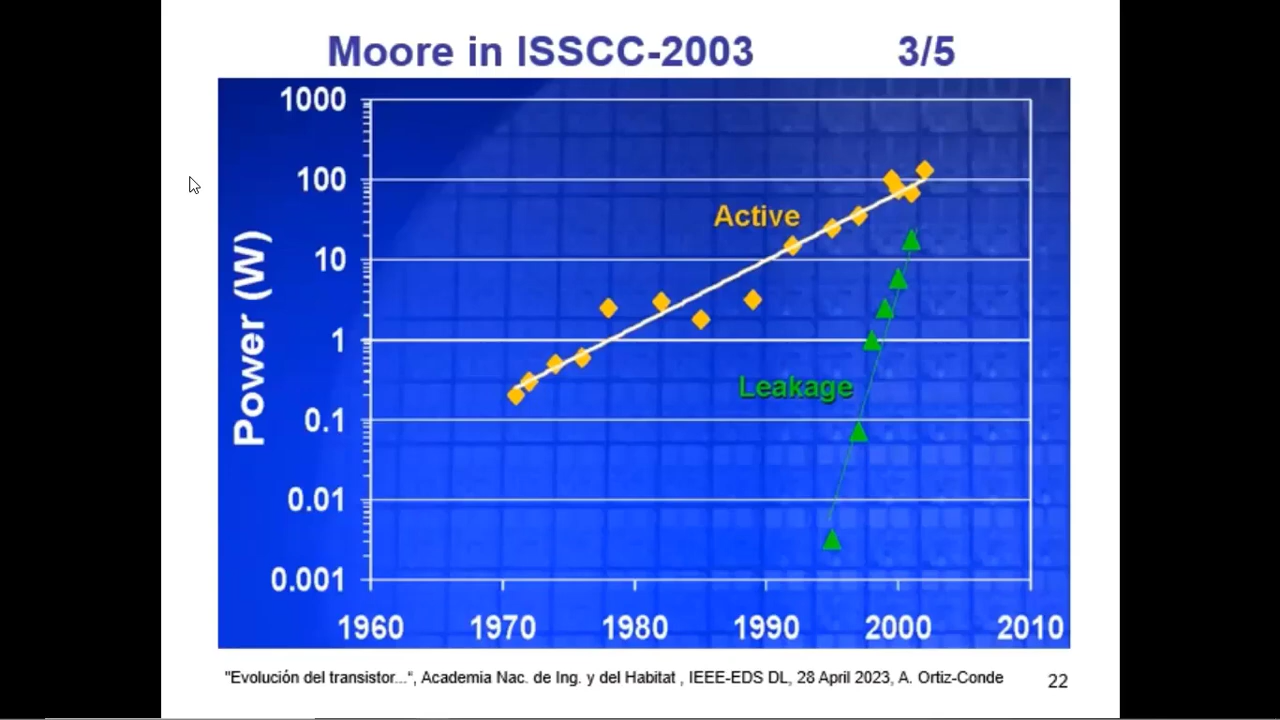 Moore in ISSCC-2003 3/5
1000
100
10
1
0.1
0.01
0.001
Power (W)
Active
Leakage
1960 1970 1980 1990 2000 2010
"Evolución del transistor...“, Academia Nac. de Ing. y del Habitat , IEEE-EDS DL, 28 April 2023, A. Ortiz-Conde
22